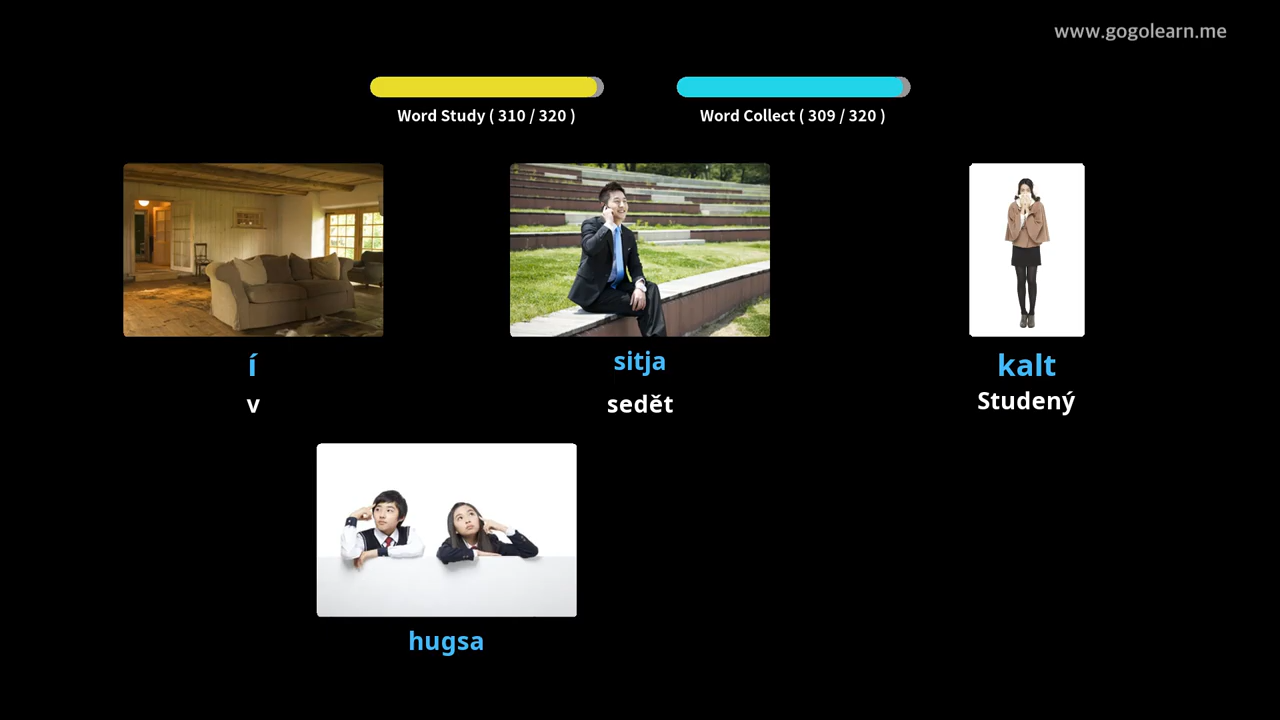 www.gogolearn.me
Word Study ( 310 / 320 )
Word Collect ( 309 / 320 )
í
sitja
kalt
v
sedět
Studený
hugsa